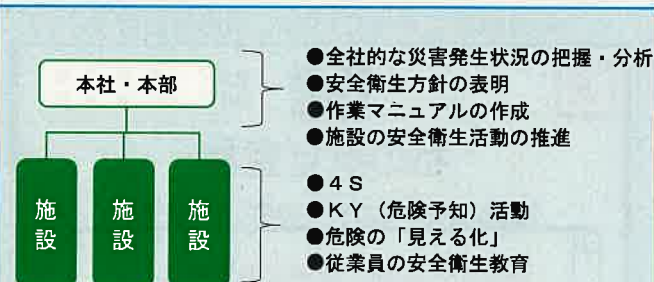 本社・本部
●全社的な災害発生状況の把握・分析
●安全衛生方針の表明
●作業マニュアルの作成
●施設の安全衛生活動の推進
施設
施設
施設
●4S
●KY(危険予知)活動
●危険の「見える化」
●従業員の安全衛生教育